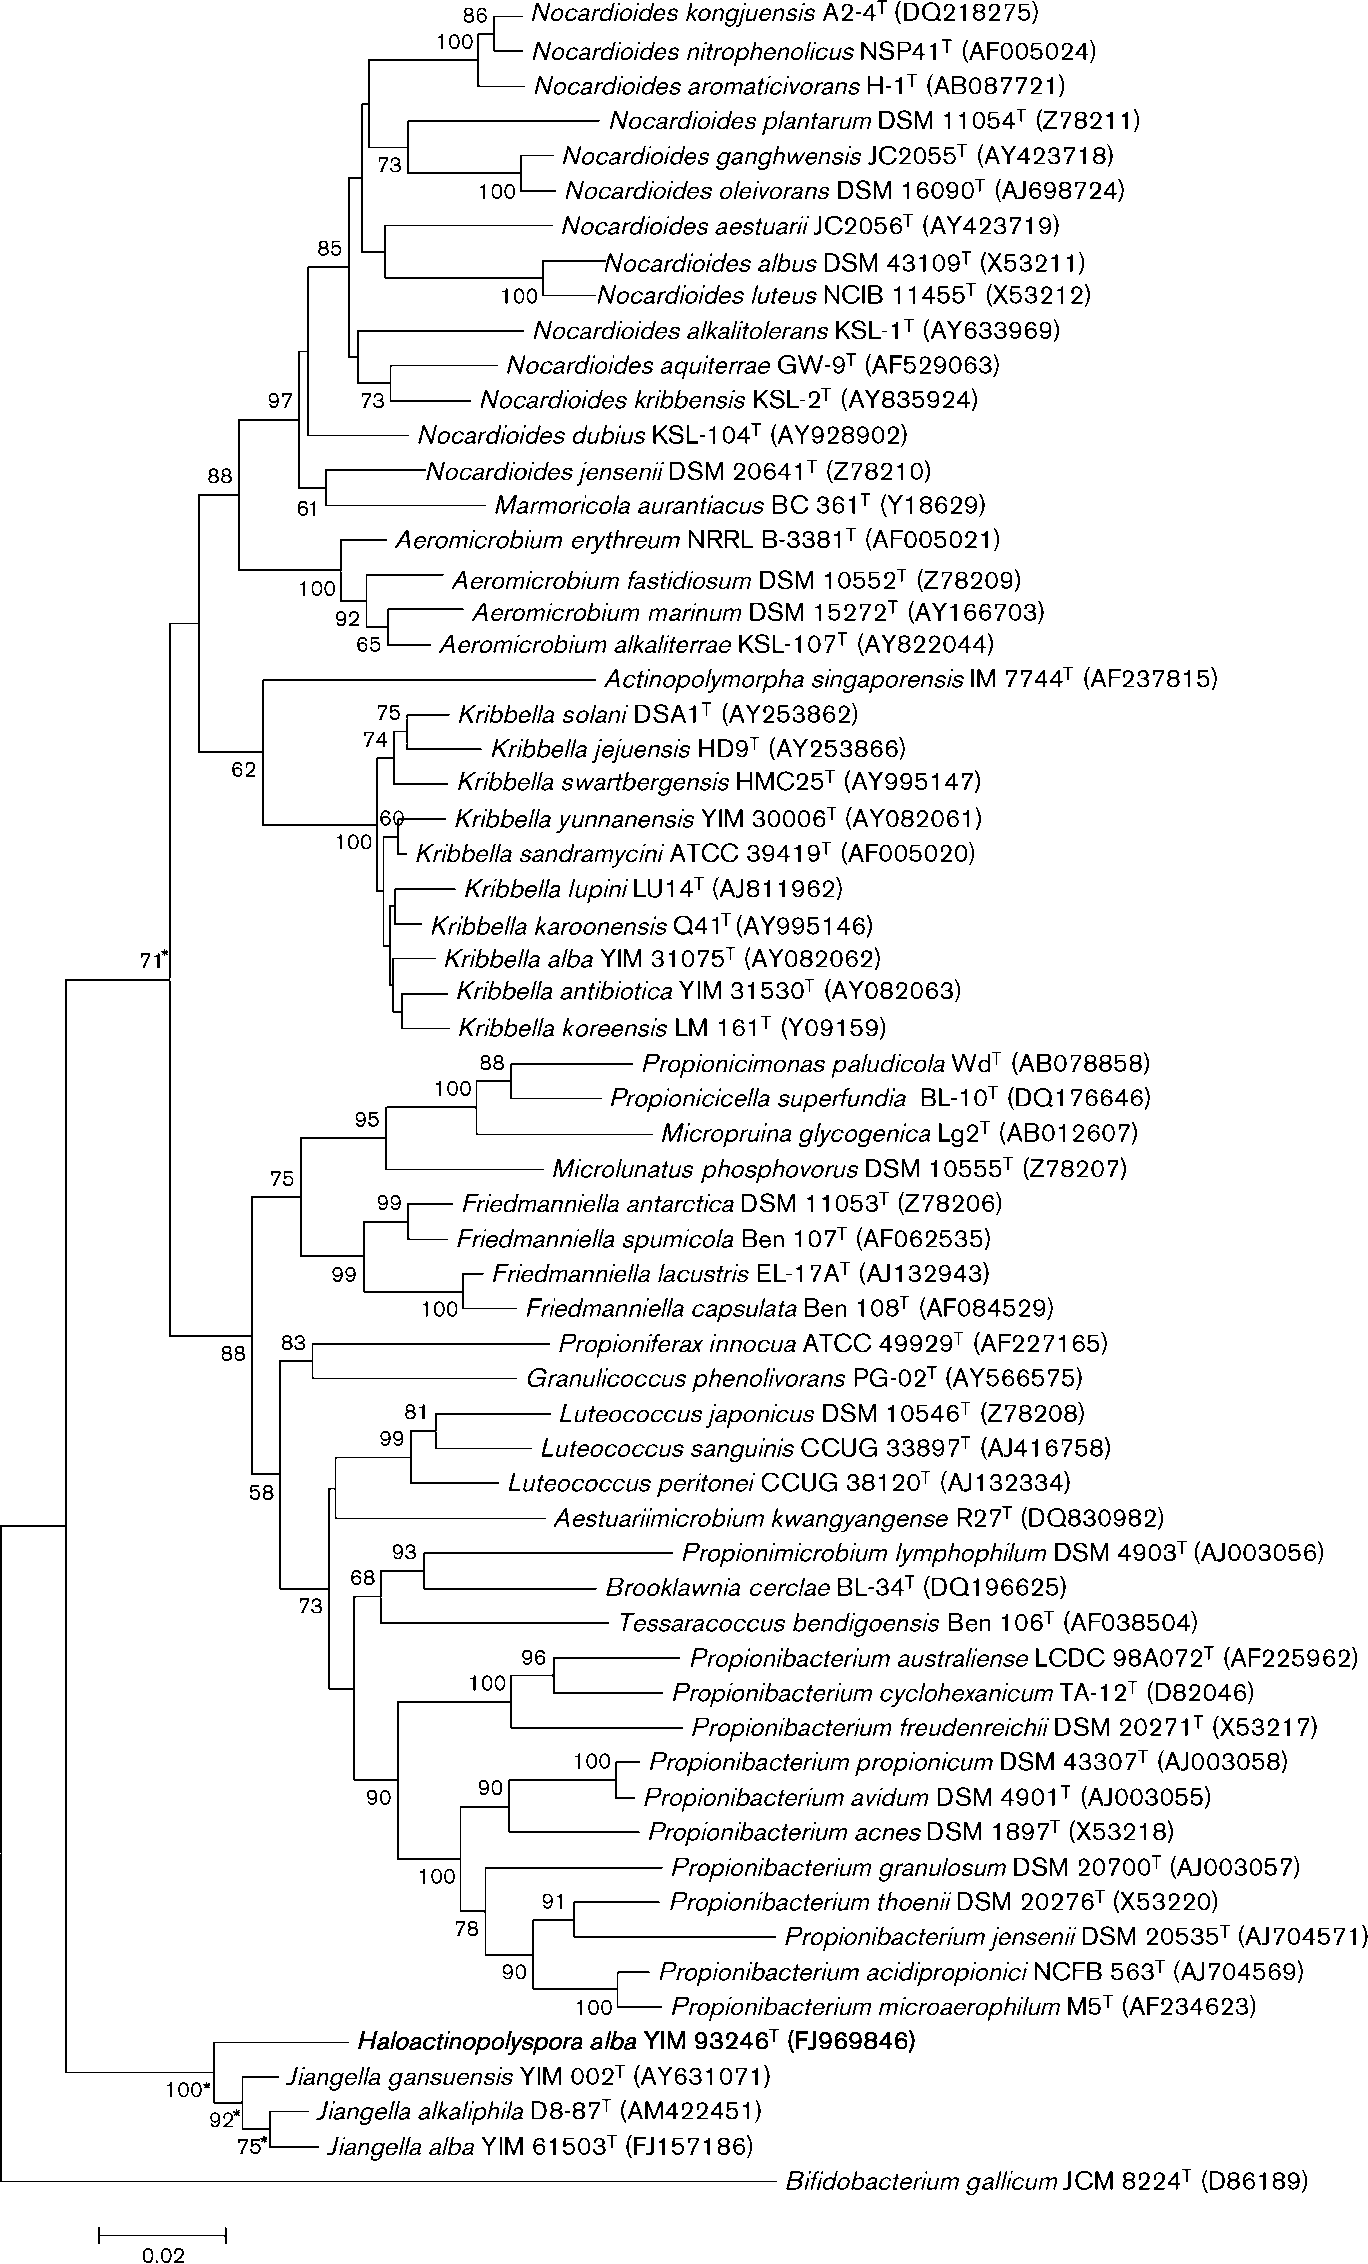 86 Nocardioides kongjuensis A2-4T (DQ218275)
100
Nocardioides nitrophenolicus NSP41T (AF005024)
Nocardioides aromaticivorans H-1T (AB087721)
Nocardioides plantarum DSM 11054T (Z78211)
73 Nocardioides ganghwensis JC2055T (AY423718)
100 Nocardioides oleivorans DSM 16090T (AJ698724)
Nocardioides aestuarii JC2056T (AY423719)
85
Nocardioides albus DSM 43109T (X53211)
100 Nocardioides luteus NCIB 11455T (X53212)
Nocardioides alkalitolerans KSL-1T (AY633969)
Nocardioides aquiterrae GW-9T (AF529063)
97 73 Nocardioides kribbensis KSL-2T (AY835924)
Nocardioides dubius KSL-104T (AY928902)
88 Nocardioides jensenii DSM 20641T (Z78210)
61 Marmoricola aurantiacus BC 361T (Y18629)
Aeromicrobium erythreum NRRL B-3381T (AF005021)
100 Aeromicrobium fastidiosum DSM 10552T (Z78209)
92 Aeromicrobium marinum DSM 15272T (AY166703)
65 Aeromicrobium alkaliterrae KSL-107T (AY822044)
Actinopolymorpha singaporensis IM 7744T (AF237815)
75 Kribbella solani DSA1T (AY253862)
74 Kribbella jejuensis HD9T (AY253866)
62 Kribbella swartbergensis HMC25T (AY995147)
60 Kribbella yunnanensis YIM 30006T (AY082061)
100 Kribbella sandramycini ATCC 39419T (AF005020)
Kribbella lupini LU14T (AJ811962)
Kribbella karoonensis Q41T (AY995146)
71* Kribbella alba YIM 31075T (AY082062)
Kribbella antibiotica YIM 31530T (AY082063)
Kribbella koreensis LM 161T (Y09159)
88 Propionicimonas paludicola WdT (AB078858)
100 Propionicicella superfundia BL-10T (DQ176646)
95 Micropruina glycogenica Lg2T (AB012607)
75 Microlunatus phosphovorus DSM 10555T (Z78207)
99 Friedmanniella antarctica DSM 11053T (Z78206)
Friedmanniella spumicola Ben 107T (AF062535)
99 Friedmanniella lacustris EL-17AT (AJ132943)
100 Friedmanniella capsulata Ben 108T (AF084529)
88 83 Propioniferax innocua ATCC 49929T (AF227165)
Granulicoccus phenolivorans PG-02T (AY566575)
81 Luteococcus japonicus DSM 10546T (Z78208)
99 Luteococcus sanguinis CCUG 33897T (AJ416758)
58 Luteococcus peritonei CCUG 38120T (AJ132334)
Aestuariimicrobium kwangyangense R27T (DQ830982)
93 Propionimicrobium lymphophilum DSM 4903T (AJ003056)
68 Brooklawnia cerclae BL-34T (DQ196625)
73 Tessaracoccus bendigoensis Ben 106T (AF038504)
96 Propionibacterium australiense LCDC 98A072T (AF225962)
100 Propionibacterium cyclohexanicum TA-12T (D82046)
Propionibacterium freudenreichii DSM 20271T (X53217)
100 Propionibacterium propionicum DSM 43307T (AJ003058)
90 90 Propionibacterium avidum DSM 4901T (AJ003055)
Propionibacterium acnes DSM 1897T (X53218)
100 Propionibacterium granulosum DSM 20700T (AJ003057)
78 91 Propionibacterium thoenii DSM 20276T (X53220)
Propionibacterium jensenii DSM 20535T (AJ704571)
90 Propionibacterium acidipropionici NCFB 563T (AJ704569)
100 Propionibacterium microaerophilum M5T (AF234623)
Haloactinopolyspora alba YIM 93246T (FJ969846)
100* Jiangella gansuensis YIM 002T (AY631071)
92* Jiangella alkaliphila D8-87T (AM422451)
75* Jiangella alba YIM 61503T (FJ157186)
Bifidobacterium gallicum JCM 8224T (D86189)
0.02